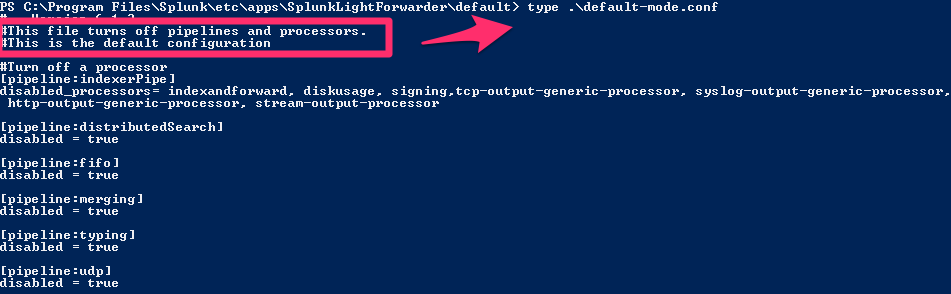 PS C:\Program Files\Splunk\etc\apps\SplunkLightForwarder\default> type .\default-mode.conf
#   Version 6.1.3
#This file turns off pipelines and processors.
#This is the default configuration
#Turn off a processor
[pipeline:indexerPipe]
disabled_processors= indexandforward, diskusage, signing,tcp-output-generic-processor, syslog-output-generic-processor,
http-output-generic-processor, stream-output-processor
[pipeline:distributedSearch]
disabled = true
[pipeline:fifo]
disabled = true
[pipeline:merging]
disabled = true
[pipeline:typing]
disabled = true
[pipeline:udp]
disabled = true